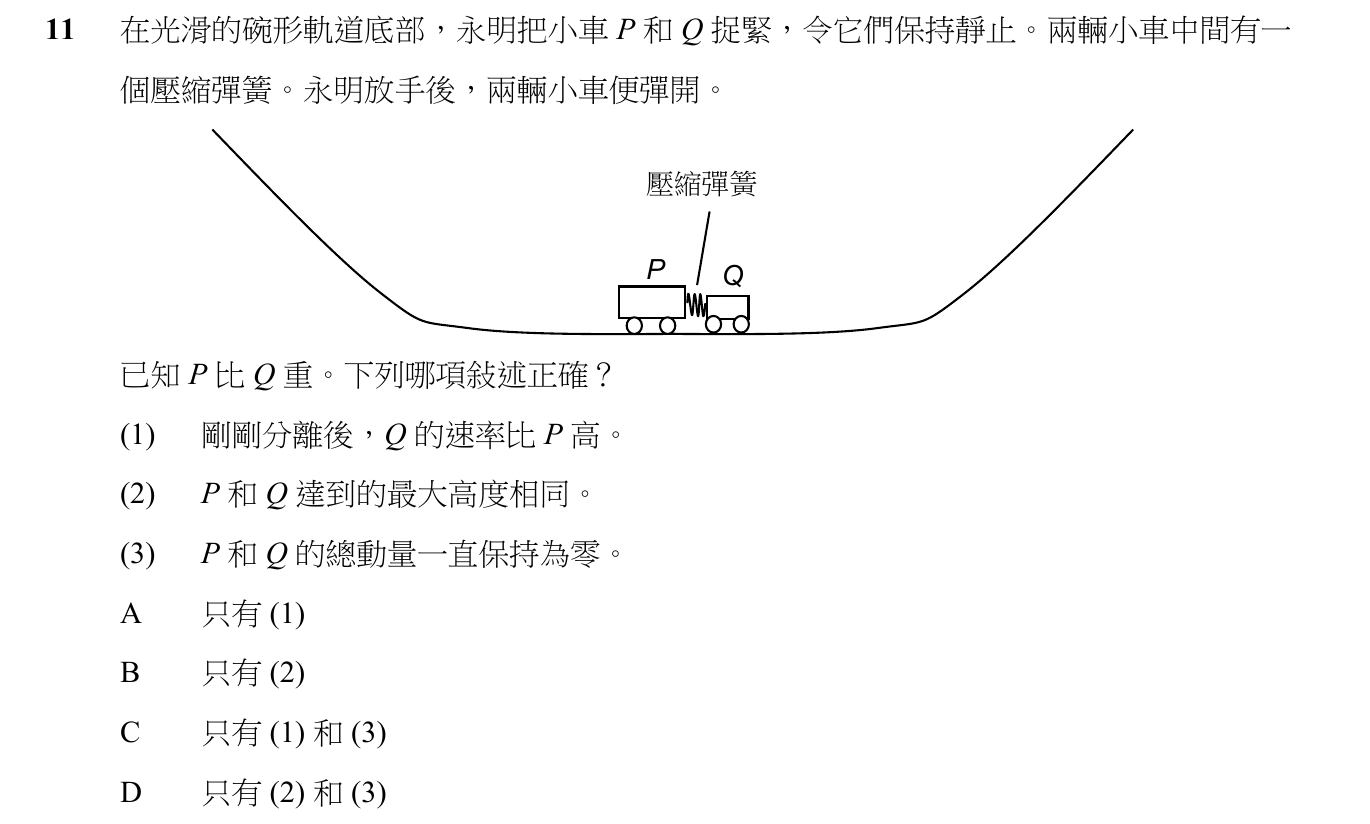 11 在光滑的碗形軌道底部，永明把小車 P 和 Q 捉緊，令它們保持靜止。兩輛小車中間有一
個壓縮彈簧。永明放手後，兩輛小車便彈開。
壓縮彈簧
P Q
已知 P 比 Q 重。下列哪項敍述正確？
(1) 剛剛分離後，Q 的速率比 P 高。
(2) P 和 Q 達到的最大高度相同。
(3) P 和 Q 的總動量一直保持為零。
A 只有 (1)
B 只有 (2)
C 只有 (1) 和 (3)
D 只有 (2) 和 (3)